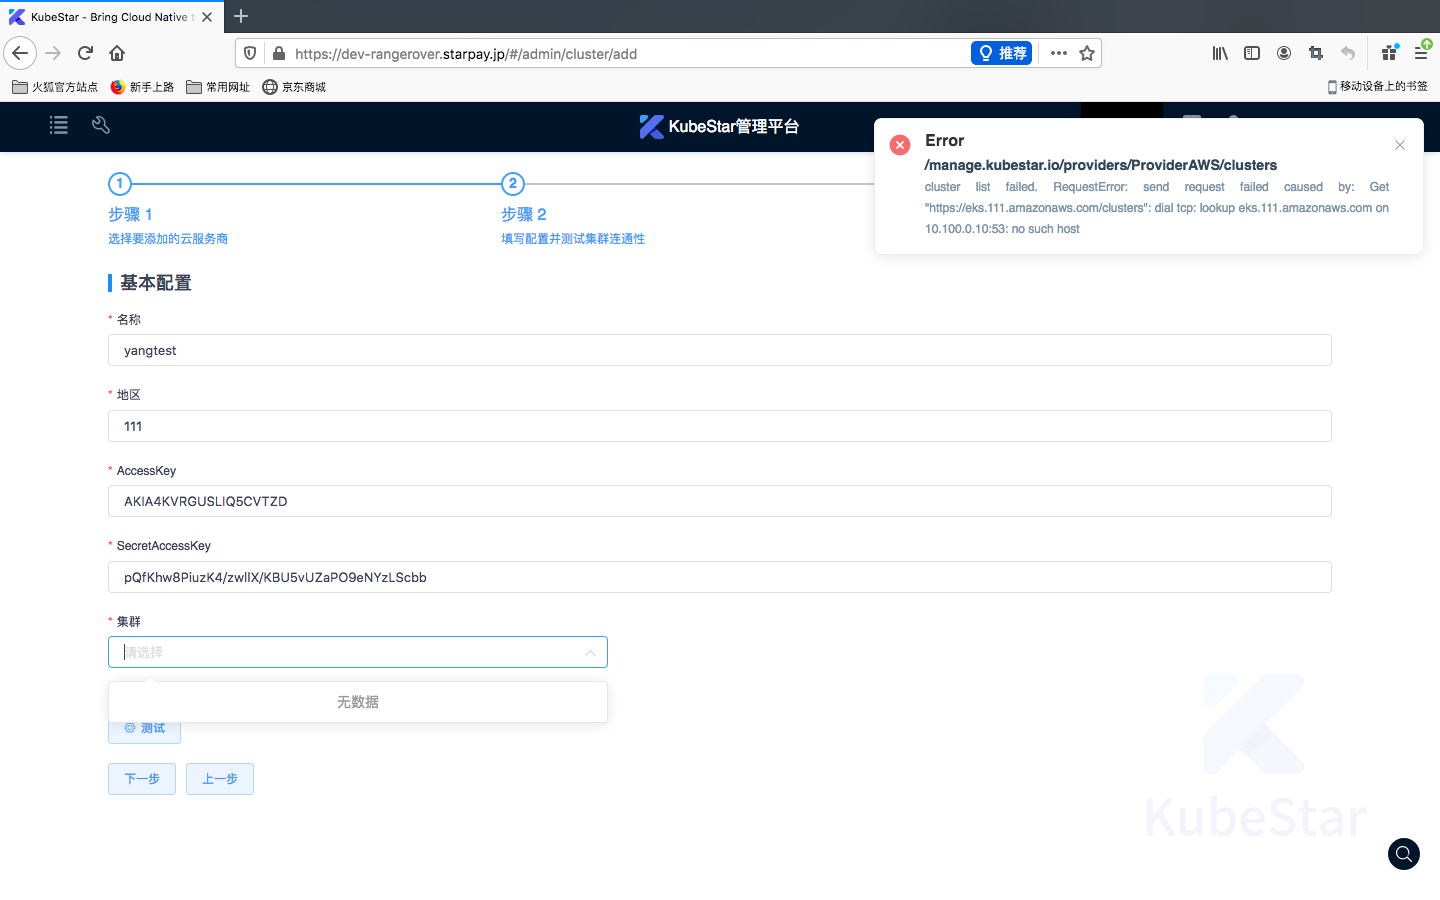 KubeStar - Bring Cloud Native t
https://dev-rangerover.starpay.jp/#/admin/cluster/add
推荐
火狐官方站点
新手上路
常用网址
京东商城
移动设备上的书签
KubeStar管理平台
Error
/manage.kubestar.io/providers/ProviderAWS/clusters
cluster list failed. RequestError: send request failed caused by: Get
"https://eks.111.amazonaws.com/clusters": dial tcp: lookup eks.111.amazonaws.com on
10.100.0.10:53: no such host
1
2
步骤 1
步骤 2
选择要添加的云服务商
填写配置并测试集群连通性
基本配置
* 名称
yangtest
* 地区
111
* AccessKey
AKIA4KVRGUSLIQ5CVTZD
* SecretAccessKey
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
* 集群
请选择
无数据
测试
下一步
上一步
KubeStar